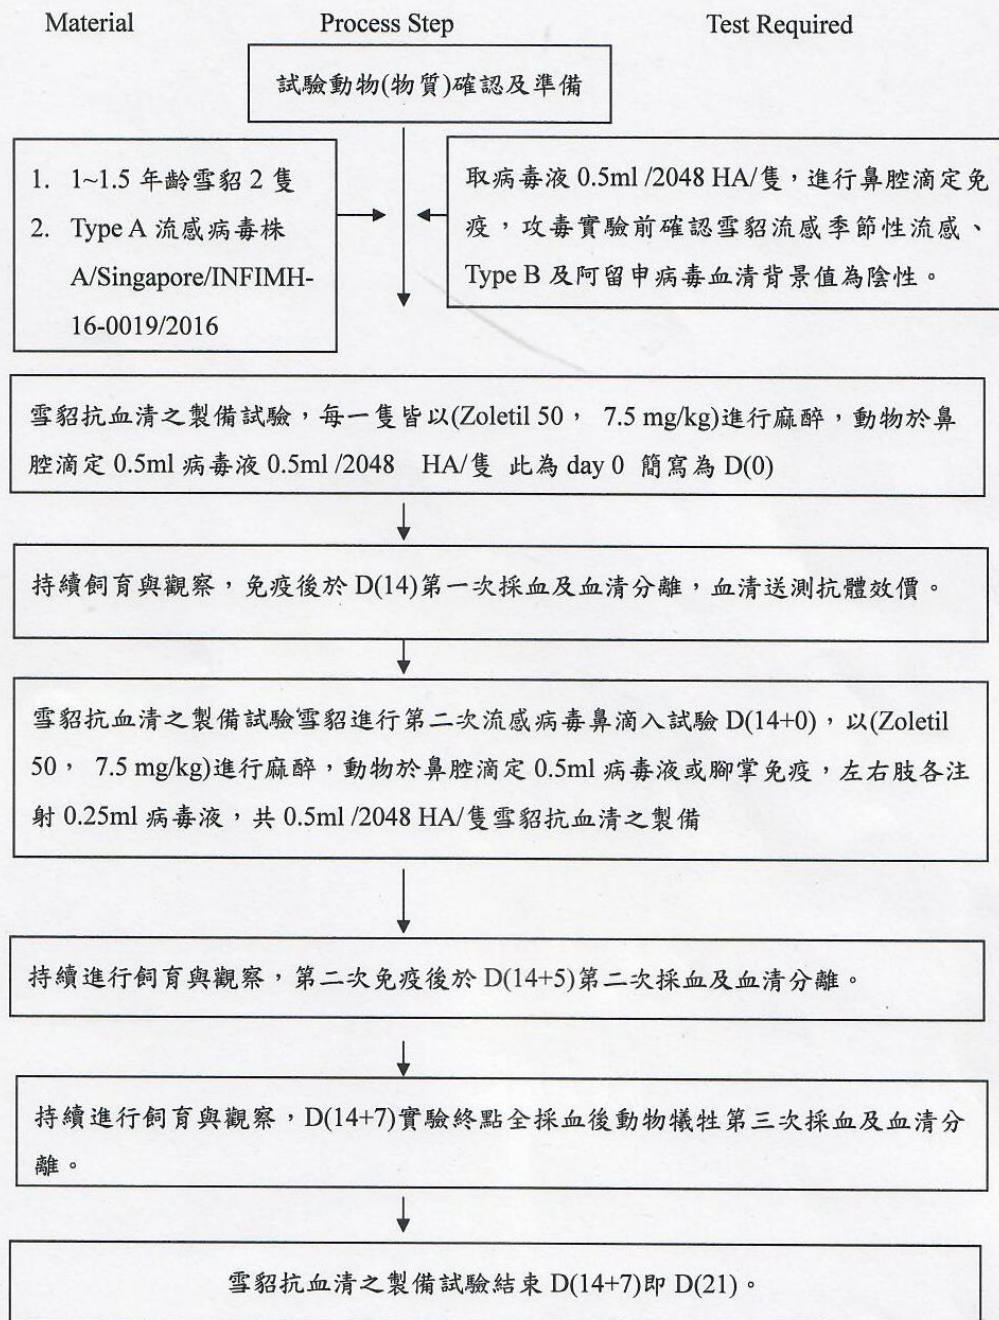 Material Process Step Test Required
試驗動物(物質)確認及準備
1. 1~1.5 年齡雪貂 2 隻
2. Type A 流感病毒株
A/Singapore/INFIMH-
16-0019/2016
取病毒液 0.5ml /2048 HA/隻，進行鼻腔滴定免
疫，攻毒實驗前確認雪貂流感季節性流感、
Type B 及阿留申病毒血清背景值為陰性。
雪貂抗血清之製備試驗，每一隻皆以(Zoletil 50， 7.5 mg/kg)進行麻醉，動物於鼻
腔滴定 0.5ml 病毒液 0.5ml /2048 HA/隻 此為 day 0 簡寫為 D(0)
持續飼育與觀察，免疫後於 D(14)第一次採血及血清分離，血清送測抗體效價。
雪貂抗血清之製備試驗雪貂進行第二次流感病毒鼻滴入試驗 D(14+0)，以(Zoletil
50， 7.5 mg/kg)進行麻醉，動物於鼻腔滴定 0.5ml 病毒液或腳掌免疫，左右肢各注
射 0.25ml 病毒液，共 0.5ml /2048 HA/隻雪貂抗血清之製備
持續進行飼育與觀察，第二次免疫後於 D(14+5)第二次採血及血清分離。
持續進行飼育與觀察，D(14+7)實驗終點全採血後動物犧牲第三次採血及血清分
離。
雪貂抗血清之製備試驗結束 D(14+7)即 D(21)。